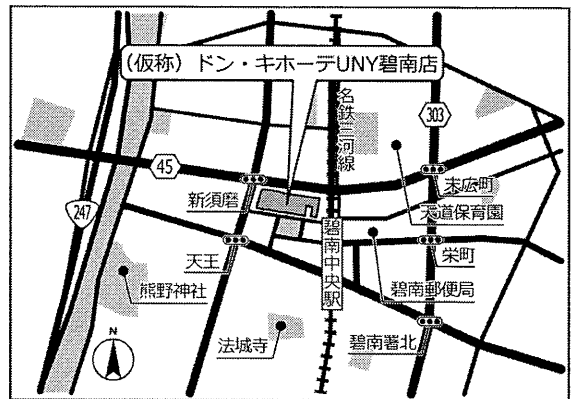 (仮称)ドン・キホーテUNY碧南店
名鉄三河線
303
45
247
新須磨
末広町
天道保育園
天王
碧南中央駅
栄町
碧南郵便局
熊野神社
法城寺
碧南署北
N